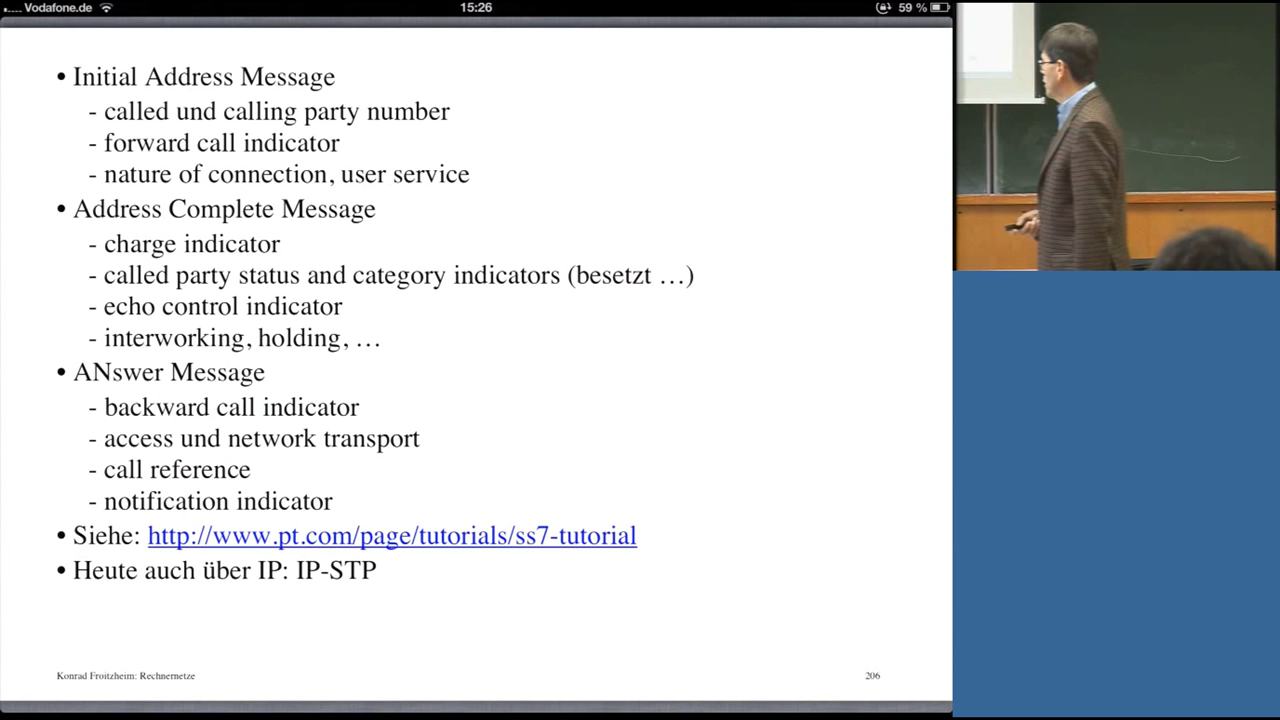 Vodafone.de 15:26 59 %
• Initial Address Message
- called und calling party number
- forward call indicator
- nature of connection, user service
• Address Complete Message
- charge indicator
- called party status and category indicators (besetzt …)
- echo control indicator
- interworking, holding, …
• ANswer Message
- backward call indicator
- access und network transport
- call reference
- notification indicator
• Siehe: http://www.pt.com/page/tutorials/ss7-tutorial
• Heute auch über IP: IP-STP
Konrad Froitzheim: Rechnernetze 206